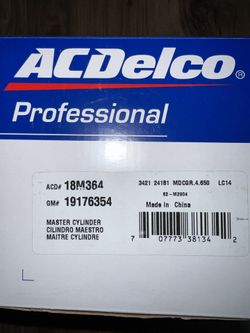 ACDelco®
Professional
ACD# 18M364
GM# 19176354
MASTER CYLINDER
CILINDRO MAESTRO
MAITRE CYLINDRE
3421 24181 MDCGR.4.650 LC14
62-M2904
Made in China
7 07773 38134 2